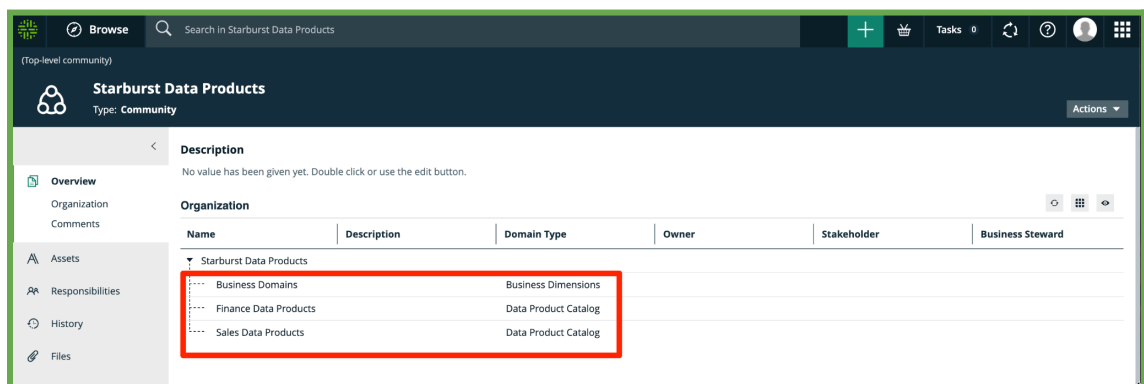 Browse
Search in Starburst Data Products
Tasks 0
(Top-level community)
Starburst Data Products
Type: Community
Actions
Description
No value has been given yet. Double click or use the edit button.
Overview
Organization
Comments
Assets
Responsibilities
History
Files
Organization
Name Description Domain Type Owner Stakeholder Business Steward
Starburst Data Products
Business Domains Business Dimensions
Finance Data Products Data Product Catalog
Sales Data Products Data Product Catalog